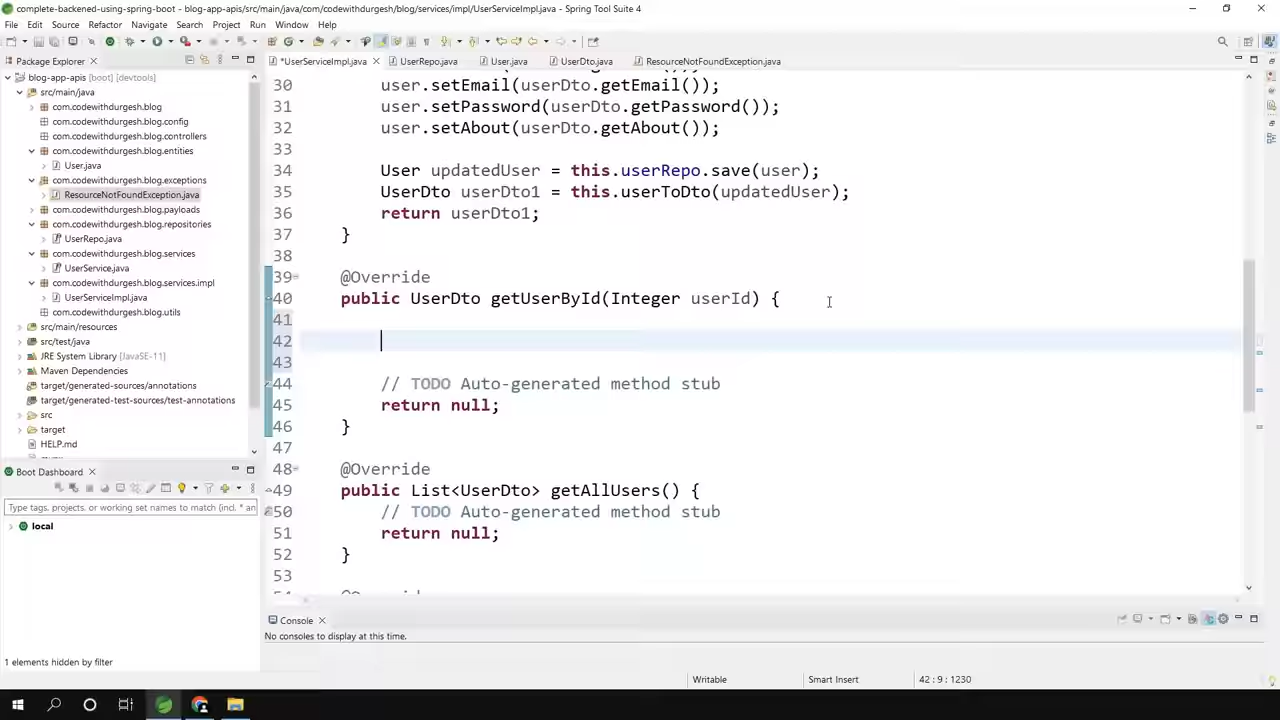 complete-backened-using-spring-boot - blog-app-apis/src/main/java/com/codewithdurgesh/blog/services/impl/UserServiceImpl.java - Spring Tool Suite 4
File Edit Source Refactor Navigate Search Project Run Window Help
Package Explorer
*UserServiceImpl.java UserRepo.java User.java UserDto.java ResourceNotFoundException.java
blog-app-apis [boot] [devtools]
src/main/java
com.codewithdurgesh.blog
com.codewithdurgesh.blog.config
com.codewithdurgesh.blog.controllers
com.codewithdurgesh.blog.entities
User.java
com.codewithdurgesh.blog.exceptions
ResourceNotFoundException.java
com.codewithdurgesh.blog.payloads
com.codewithdurgesh.blog.repositories
UserRepo.java
com.codewithdurgesh.blog.services
UserService.java
com.codewithdurgesh.blog.services.impl
UserServiceImpl.java
com.codewithdurgesh.blog.utils
src/main/resources
src/test/java
JRE System Library [JavaSE-11]
Maven Dependencies
target/generated-sources/annotations
target/generated-test-sources/test-annotations
src
target
HELP.md
30 user.setEmail(userDto.getEmail());
31 user.setPassword(userDto.getPassword());
32 user.setAbout(userDto.getAbout());
33
34 User updatedUser = this.userRepo.save(user);
35 UserDto userDto1 = this.userToDto(updatedUser);
36 return userDto1;
37 }
38
39 @Override
40 public UserDto getUserById(Integer userId) {
41
42
43
44 // TODO Auto-generated method stub
45 return null;
46 }
47
48 @Override
49 public List<UserDto> getAllUsers() {
50 // TODO Auto-generated method stub
51 return null;
52 }
53
Boot Dashboard
Type tags, projects, or working set names to match (incl. * an
local
1 elements hidden by filter
Console
No consoles to display at this time.
Writable Smart Insert 42 : 9 : 1230